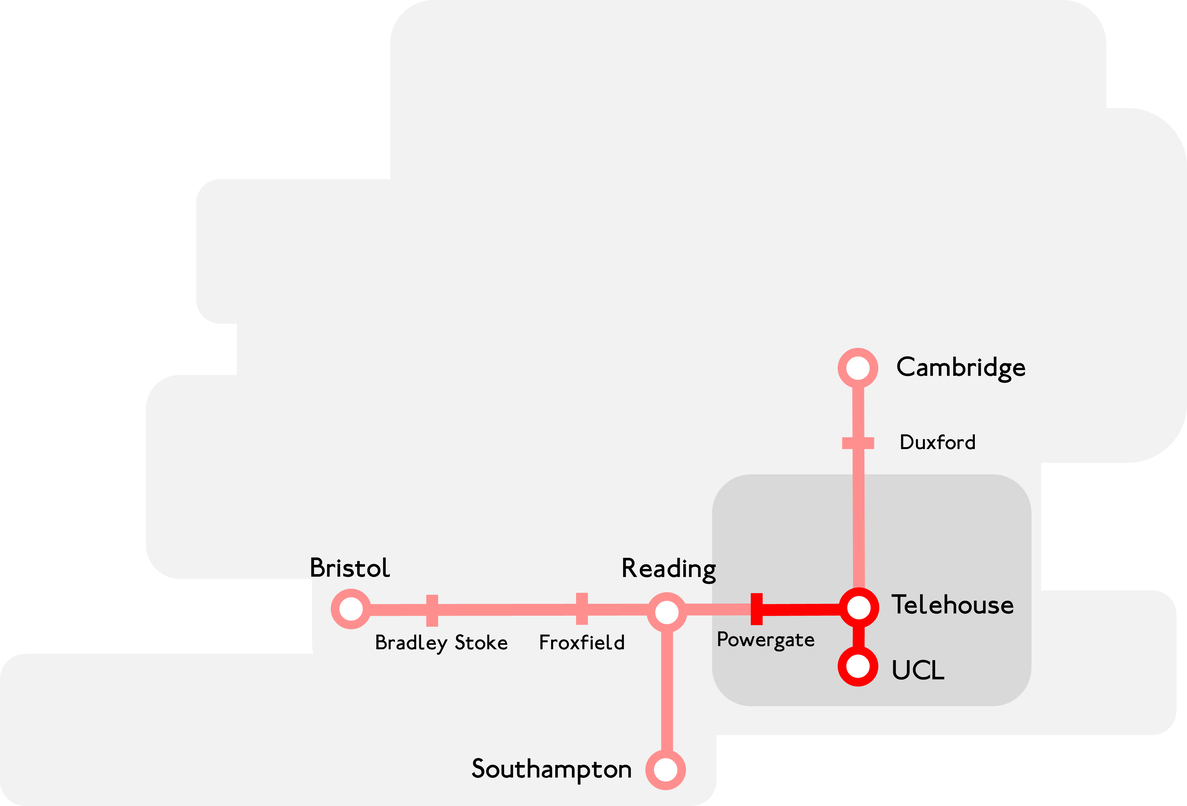 Cambridge
Duxford
Bristol
Reading
Telehouse
Bradley Stoke
Froxfield
Powergate
UCL
Southampton